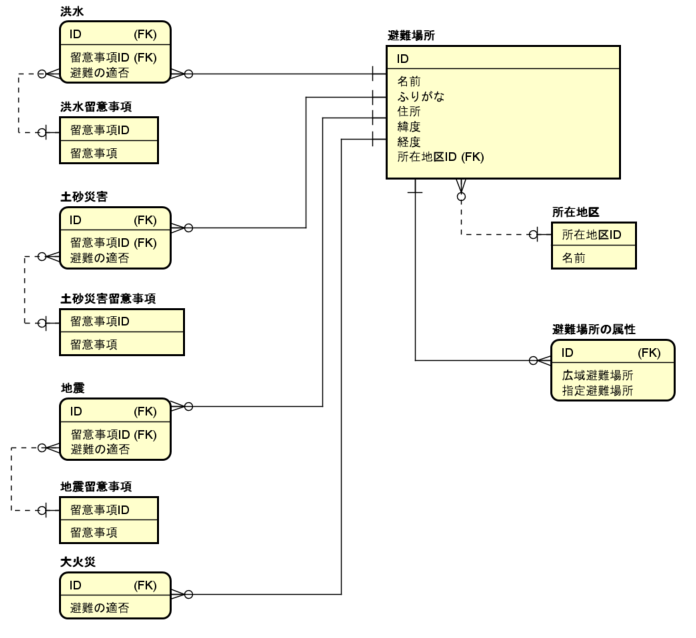 洪水
ID (FK)
留意事項ID (FK)
避難の適否
洪水留意事項
留意事項ID
留意事項
土砂災害
ID (FK)
留意事項ID (FK)
避難の適否
土砂災害留意事項
留意事項ID
留意事項
地震
ID (FK)
留意事項ID (FK)
避難の適否
地震留意事項
留意事項ID
留意事項
大火災
ID (FK)
避難の適否
避難場所
ID
名前
ふりがな
住所
緯度
経度
所在地区ID (FK)
所在地区
所在地区ID
名前
避難場所の属性
ID (FK)
広域避難場所
指定避難場所